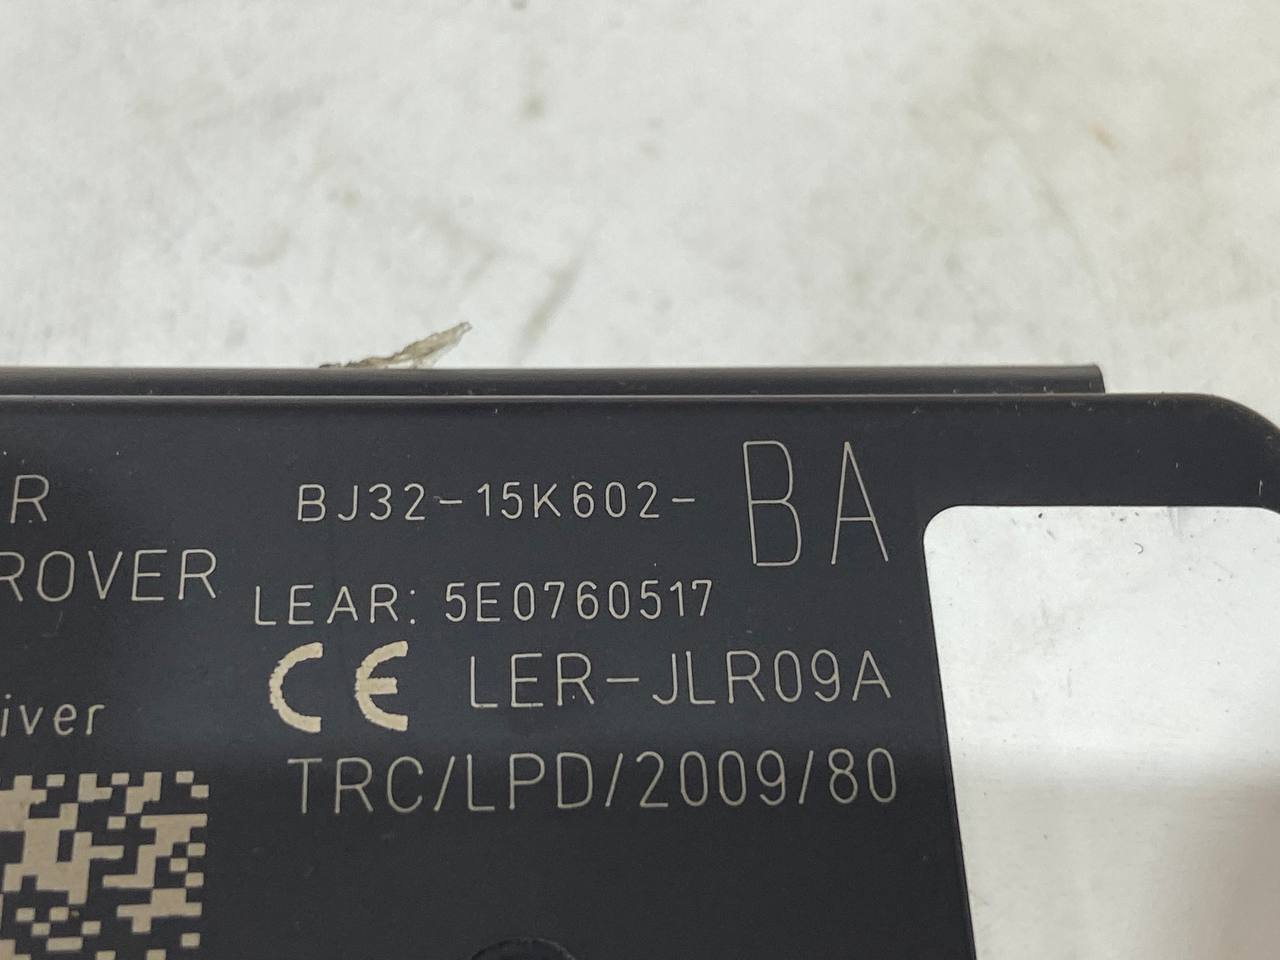 R
ROVER
iver
BJ32-15K602- BA
LEAR: 5E0760517
CE LER-JLR09A
TRC/LPD/2009/80